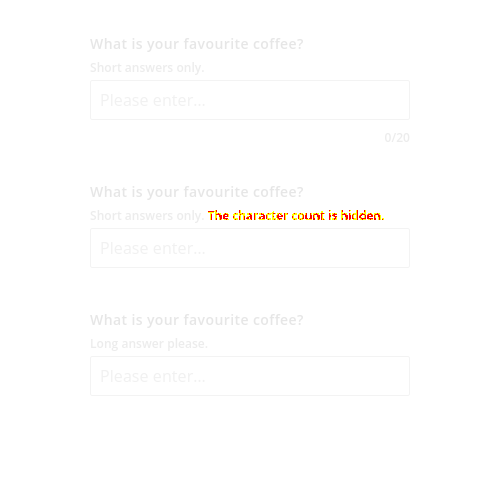 What is your favourite coffee?
Short answers only.
Please enter...
0/20
What is your favourite coffee?
Short answers only. The character count is hidden.
Please enter...
What is your favourite coffee?
Long answer please.
Please enter...